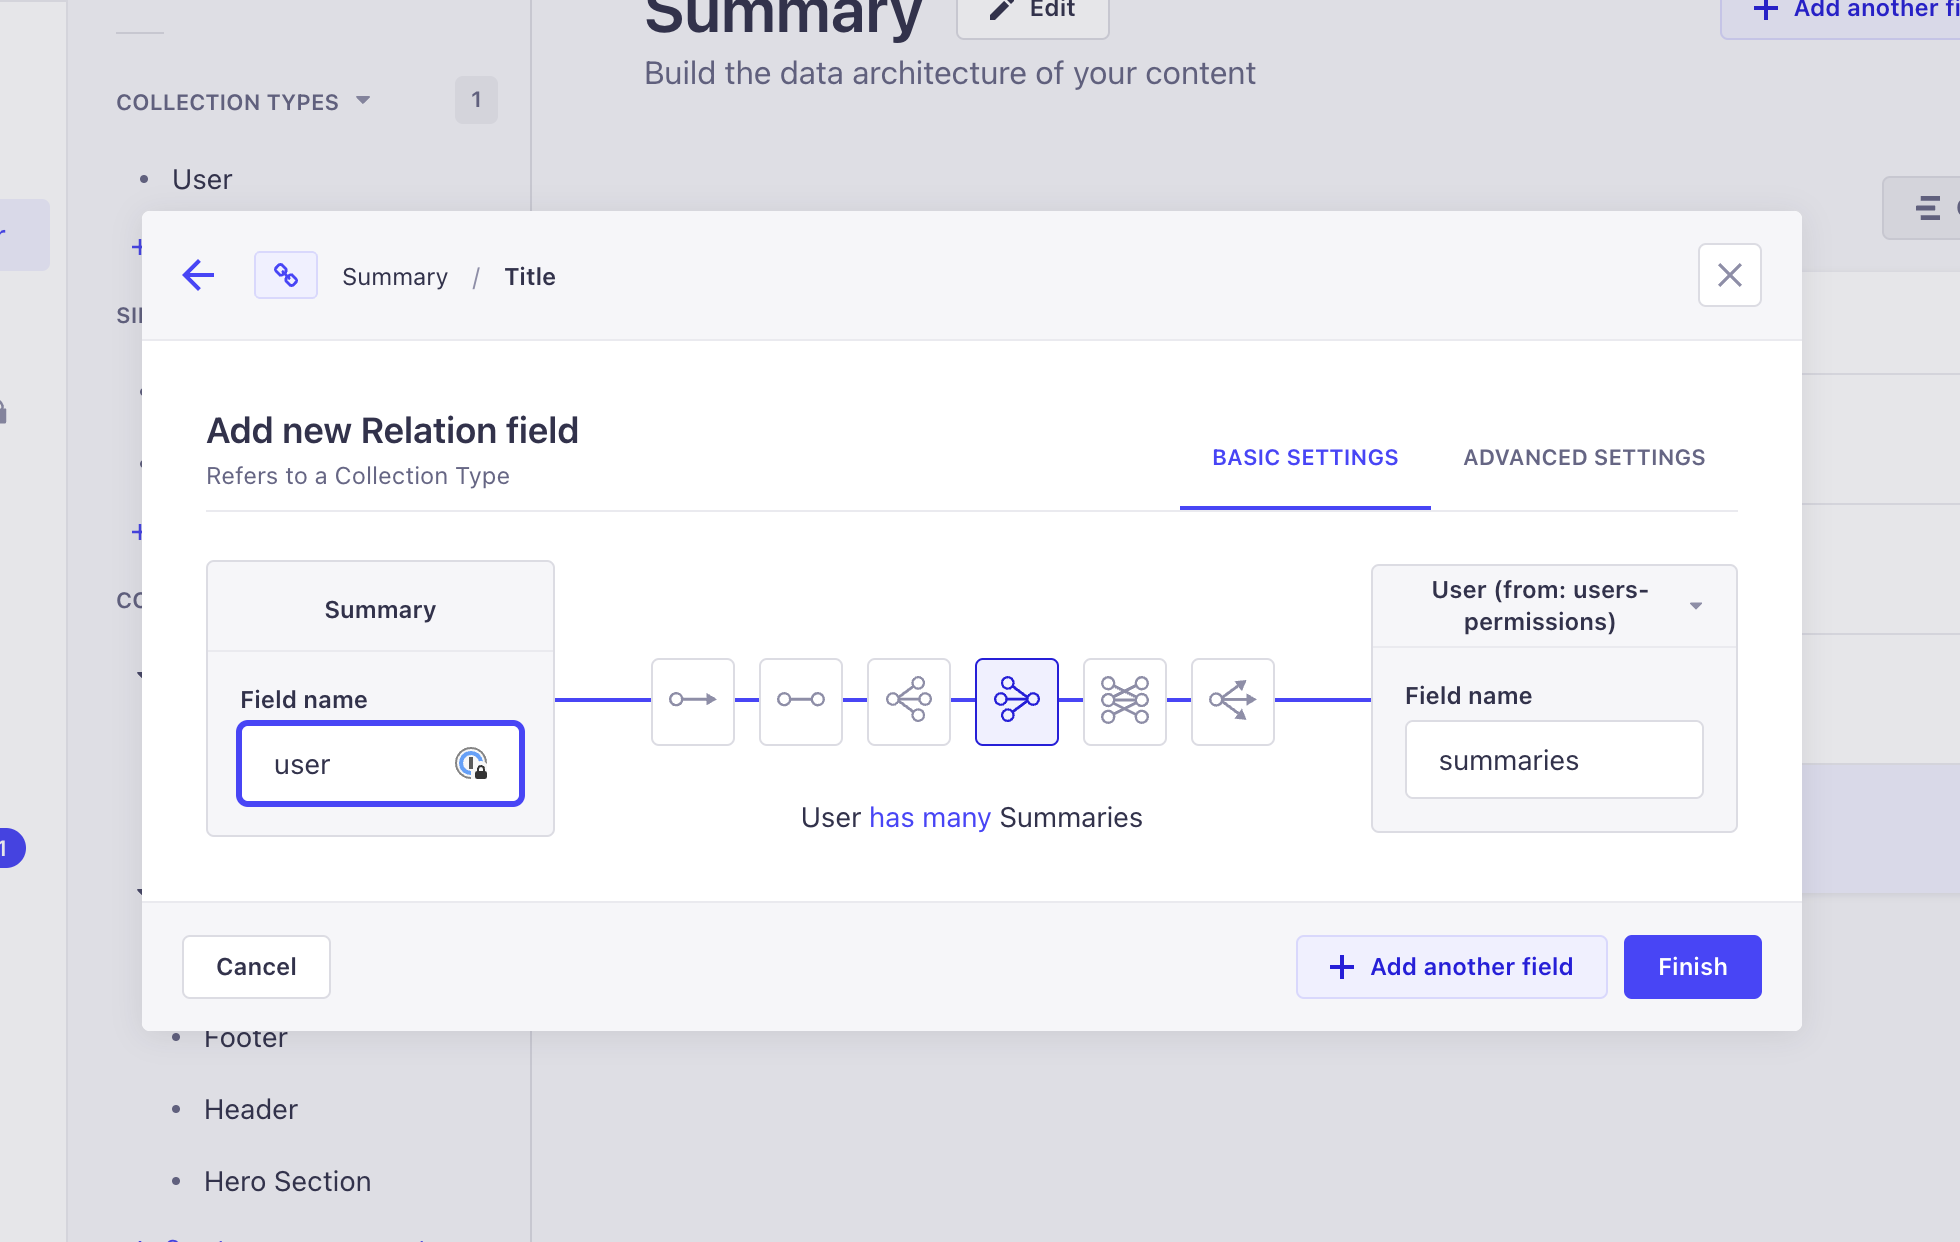 Summary
Edit
Add another fi
Build the data architecture of your content
COLLECTION TYPES
1
User
Summary / Title
SI
Add new Relation field
Refers to a Collection Type
BASIC SETTINGS
ADVANCED SETTINGS
Summary
Field name
user
User (from: users-
permissions)
Field name
summaries
User has many Summaries
1
Cancel
Add another field
Finish
Footer
Header
Hero Section